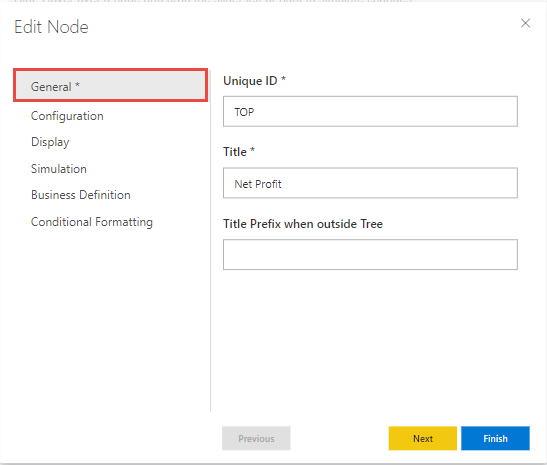 Edit Node
General *
Configuration
Display
Simulation
Business Definition
Conditional Formatting
Unique ID *
TOP
Title *
Net Profit
Title Prefix when outside Tree
Previous
Next
Finish